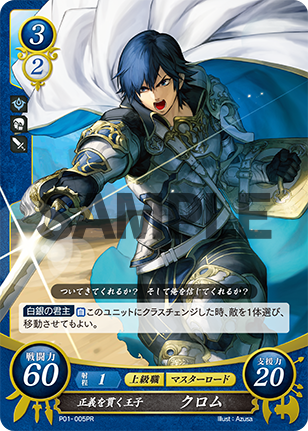 3
2
SAMPLE
ついてきてくれるか? そして俺を信じてくれるか?
白銀の君主 自 このユニットにクラスチェンジした時、敵を1体選び、
移動させてもよい。
戦闘力
60
射程 1
上級職
マスターロード
支援力
20
正義を貫く王子 クロム
P01-005PR
Illust:Azusa